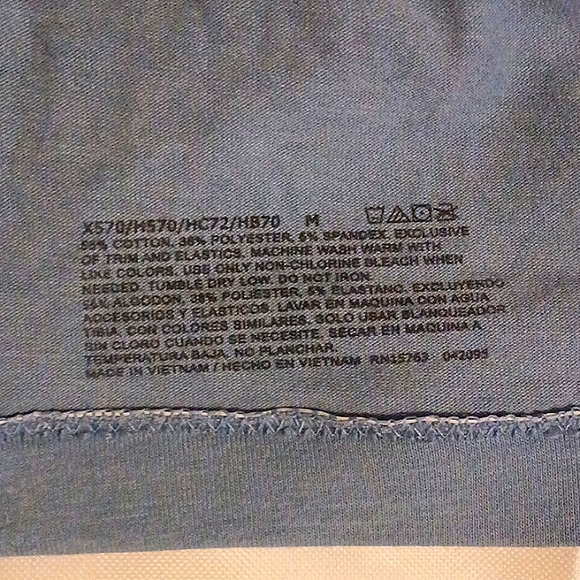 X570/H570/HC72/HB70 M
56% COTTON, 38% POLYESTER, 6% SPANDEX. EXCLUSIVE
OF TRIM AND ELASTICS. MACHINE WASH WARM WITH
LIKE COLORS. USE ONLY NON-CHLORINE BLEACH WHEN
NEEDED. TUMBLE DRY LOW. DO NOT IRON.
56% ALGODON, 38% POLIESTER, 6% ELASTANO. EXCLUYENDO
ACCESORIOS Y ELASTICOS. LAVAR EN MAQUINA CON AGUA
TIBIA, CON COLORES SIMILARES. SOLO USAR BLANQUEADOR
SIN CLORO CUANDO SE NECESITE. SECAR EN MAQUINA A
TEMPERATURA BAJA. NO PLANCHAR.
MADE IN VIETNAM / HECHO EN VIETNAM RN15763 042095